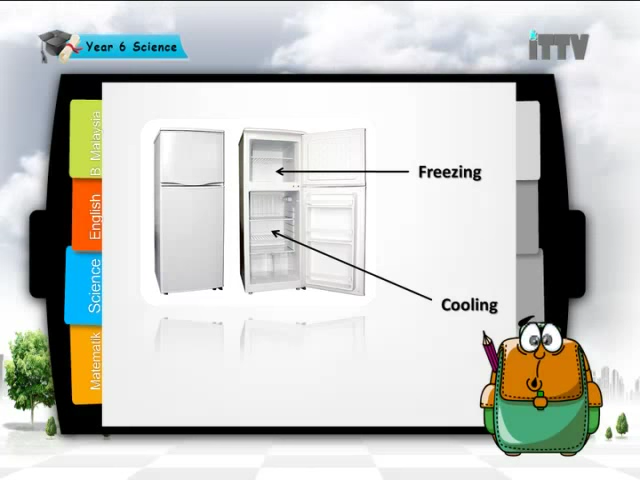 Year 6 Science
iTTV
B. Malaysia
English
Science
Matematik
Freezing
Cooling